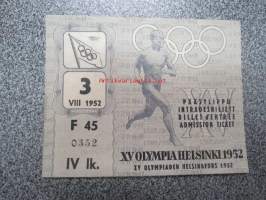 3
VIII 1952
F 45
0352
IV lk.
PÄÄSYLIPPU
INTRÄDESBILJETT
BILLET D'ENTRÉE
ADMISSION TICKET
XV
XV OLYMPIA HELSINKI 1952
XV OLYMPIADEN HELSINGFORS 1952